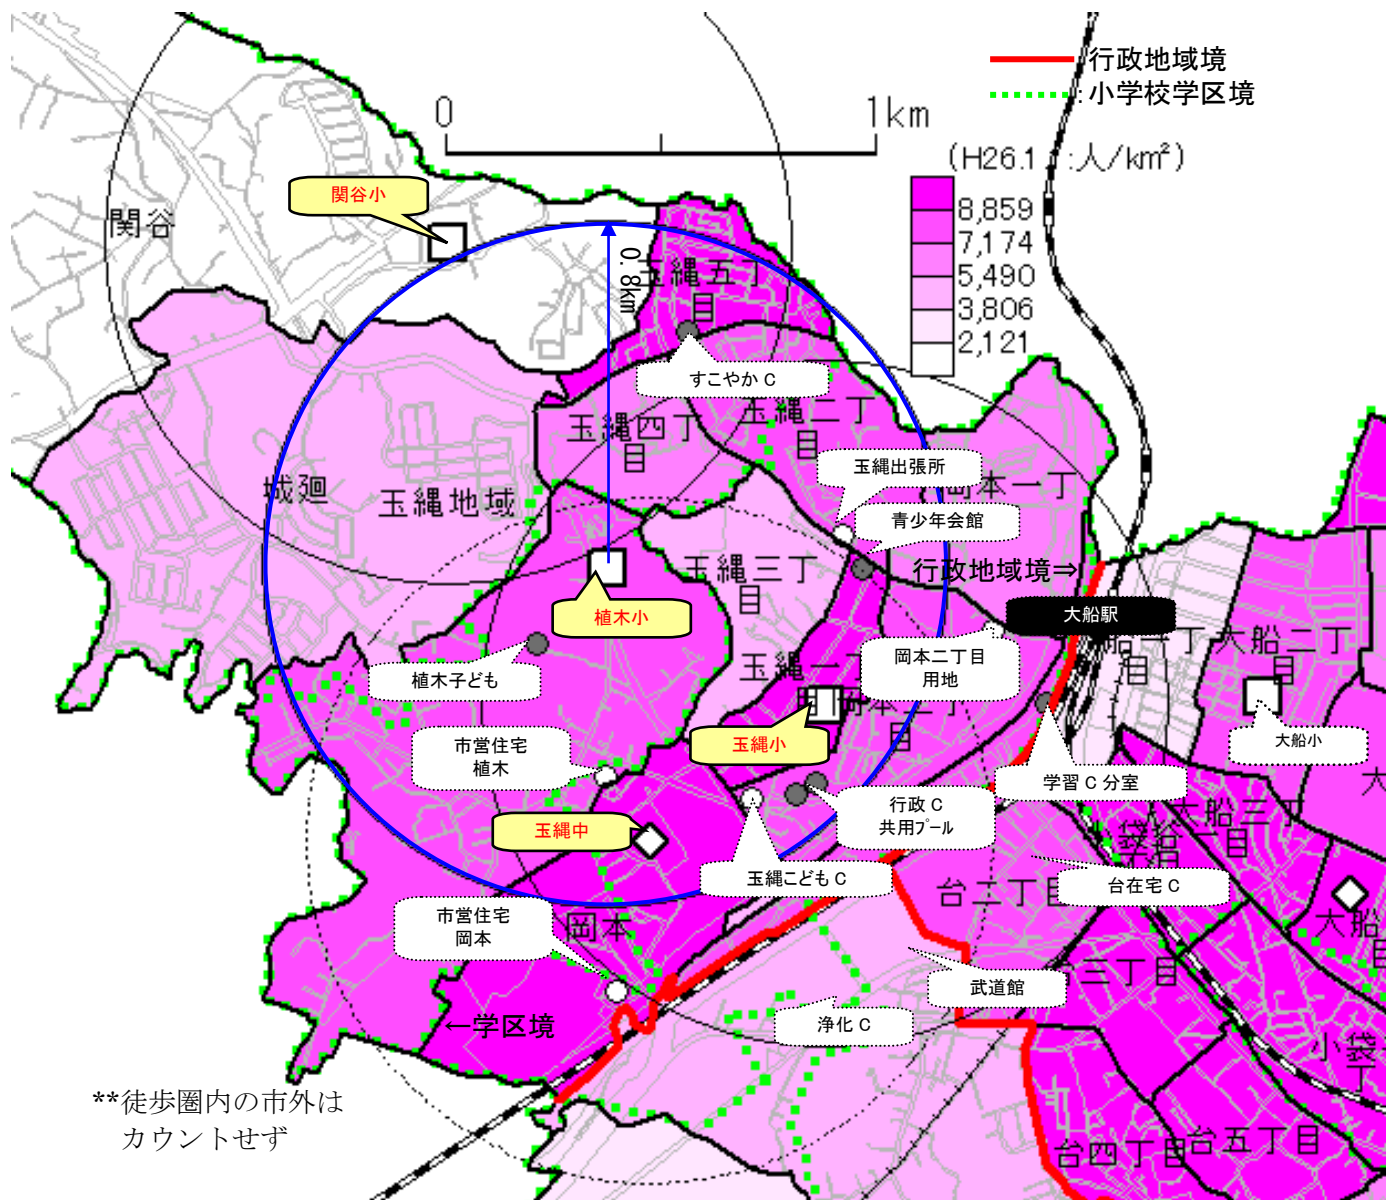 行政地域境
:小学校学区境
0
1km
(H26.1 :人/km²)
8,859
7,174
5,490
3,806
2,121
関谷小
関谷
0.8km
玉縄五丁
目
すこやかC
玉縄四丁
目
玉縄二丁
目
玉縄出張所
岡本一丁
青少年会館
城廻
玉縄地域
玉縄三丁
目
行政地域境⇒
植木小
大船駅
岡本二丁目
用地
大船二丁
目
植木子ども
玉縄一丁
目
玉縄小
大船小
市営住宅
植木
学習C分室
行政C
共用プール
大船三丁
目
玉縄中
玉縄こどもC
台二丁目
台在宅C
小袋谷
市営住宅
岡本
岡本
武道館
台三丁目
大船
目
浄化C
←学区境
小袋
丁
**徒歩圏内の市外は
カウントせず
台四丁目
台五丁目